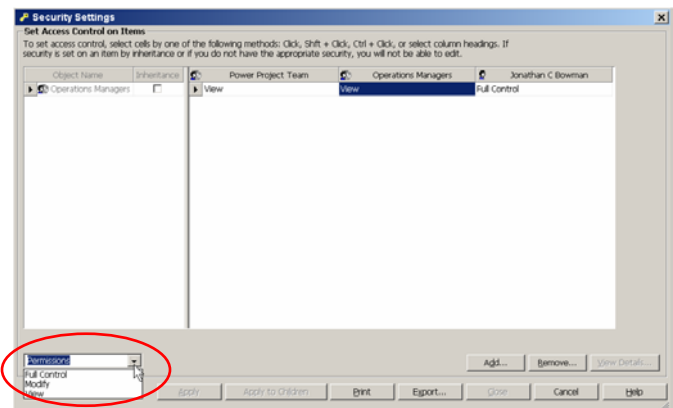 Security Settings
Set Access Control on Items
To set access control, select cells by one of the following methods: Click, Shift + Click, Ctrl + Click, or select column headings. If
security is set on an item by inheritance or if you do not have the appropriate security, you will not be able to edit.
Object Name Inheritance Power Project Team Operations Managers Jonathan C Bowman
Operations Managers View View Full Control
Permissions Add... Remove... View Details...
Full Control
Modify
View
Apply Apply to Children Print Export... Close Cancel Help